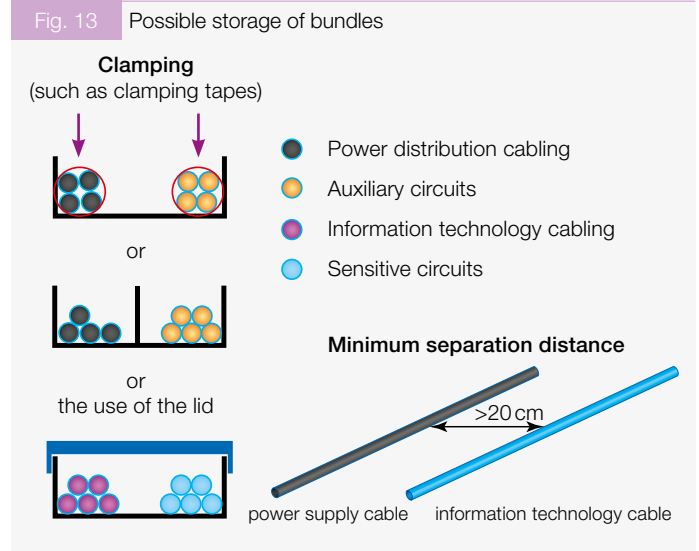 Fig. 13 Possible storage of bundles
Clamping
(such as clamping tapes)
or
or
the use of the lid
Power distribution cabling
Auxiliary circuits
Information technology cabling
Sensitive circuits
Minimum separation distance
>20 cm
power supply cable
information technology cable